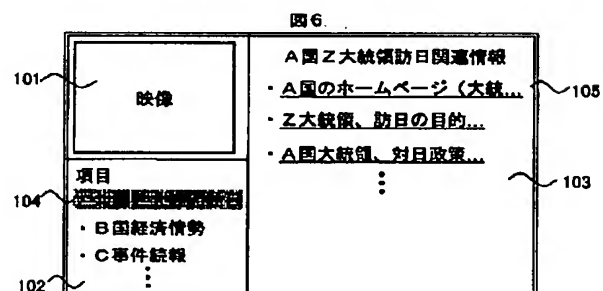 図6
101
映像
項目
104
・B国経済情勢
・C事件続報
102
A国Z大統領訪日関連情報
・A国のホームページ（大統...
・Z大統領、訪日の目的...
・A国大統領、対日政策...
105
103